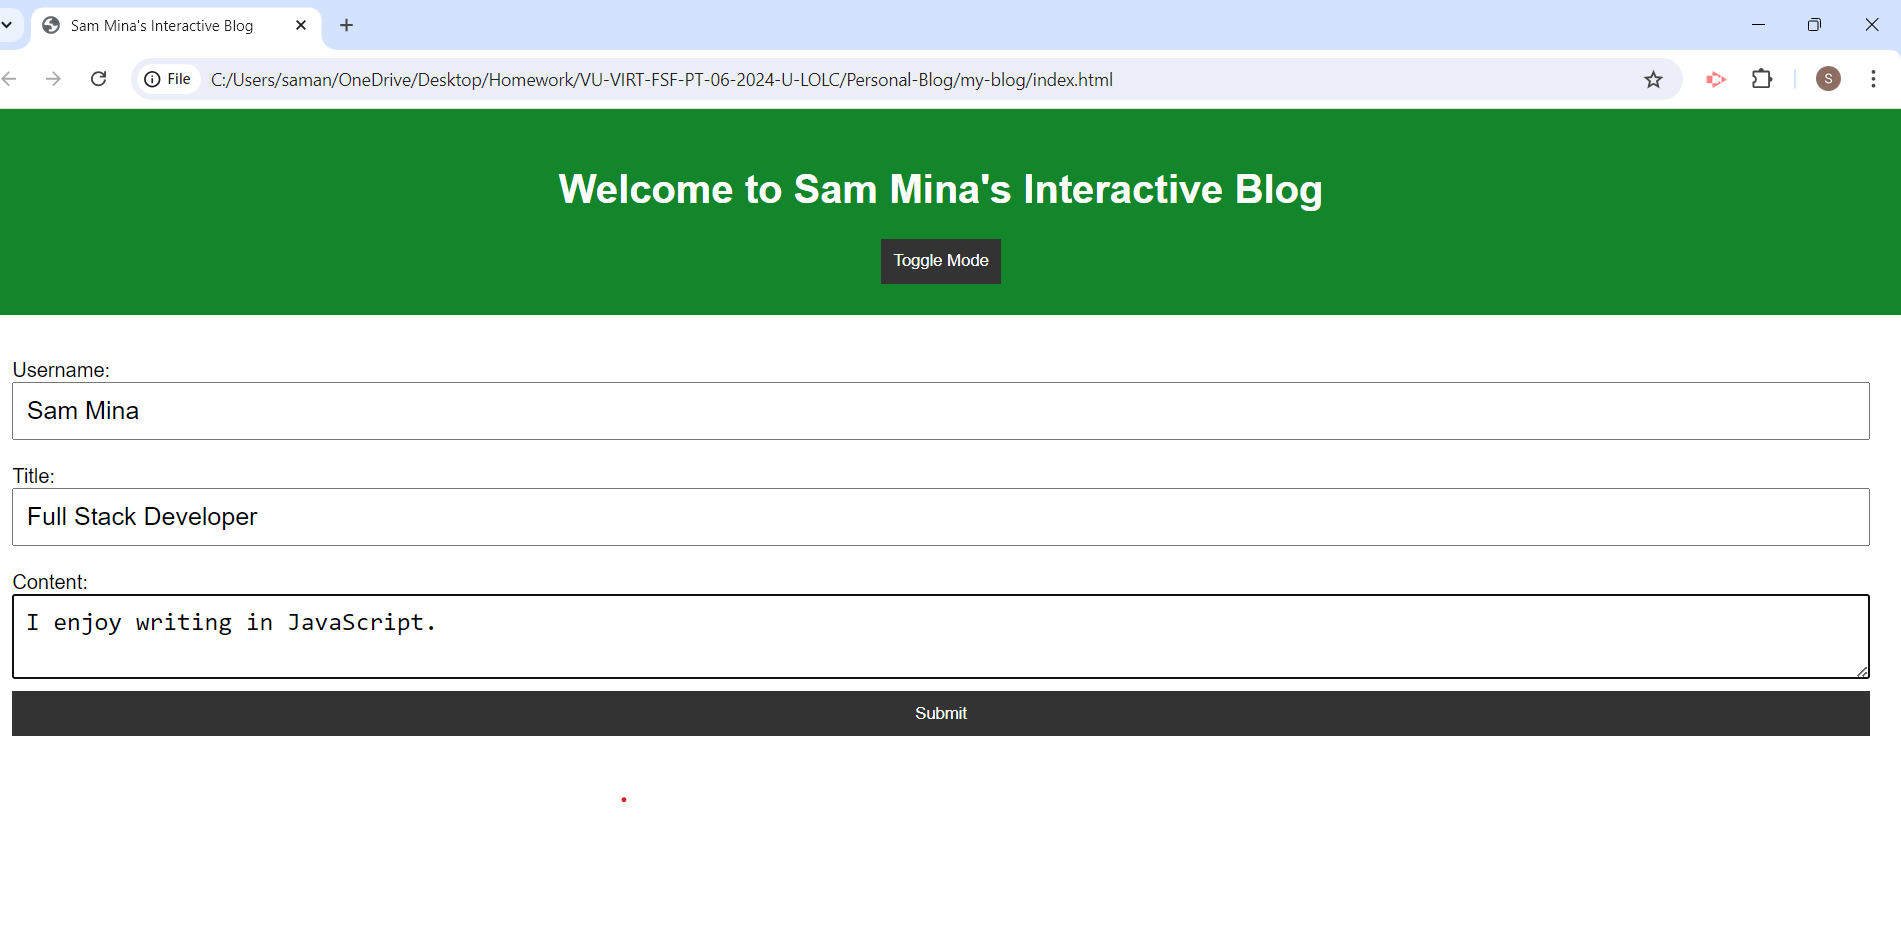 Sam Mina's Interactive Blog
File C:/Users/saman/OneDrive/Desktop/Homework/VU-VIRT-FSF-PT-06-2024-U-LOLC/Personal-Blog/my-blog/index.html S
Welcome to Sam Mina's Interactive Blog
Toggle Mode
Username:
Sam Mina
Title:
Full Stack Developer
Content:
I enjoy writing in JavaScript.
Submit